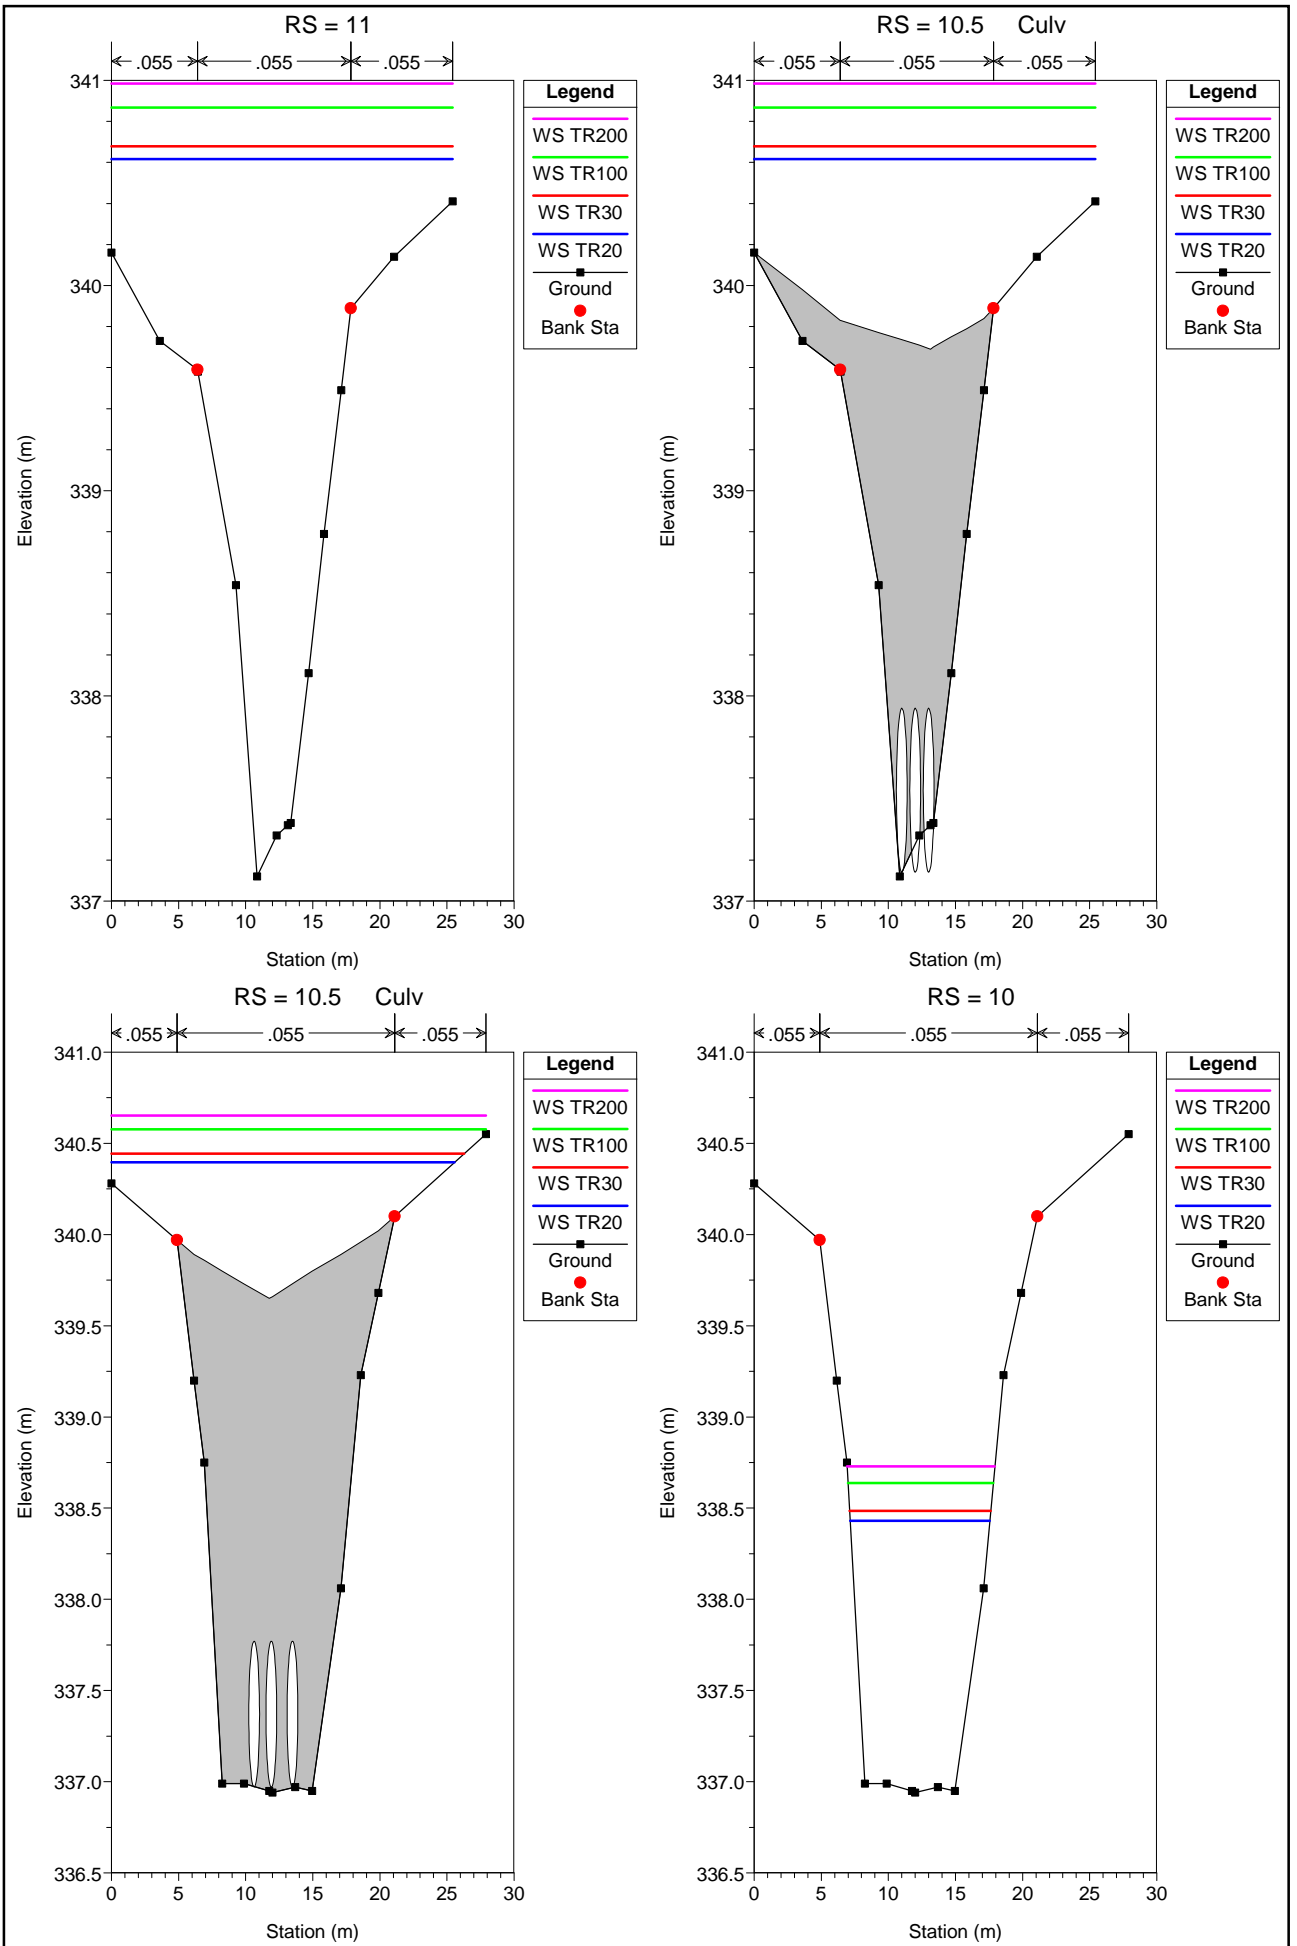 RS = 11
.055 .055 .055
341
340
339
338
337
0 5 10 15 20 25 30
Elevation (m)
Station (m)
Legend
WS TR200
WS TR100
WS TR30
WS TR20
Ground
Bank Sta
RS = 10.5 Culv
.055 .055 .055
341
340
339
338
337
0 5 10 15 20 25 30
Elevation (m)
Station (m)
Legend
WS TR200
WS TR100
WS TR30
WS TR20
Ground
Bank Sta
RS = 10.5 Culv
.055 .055 .055
341.0
340.5
340.0
339.5
339.0
338.5
338.0
337.5
337.0
336.5
0 5 10 15 20 25 30
Elevation (m)
Station (m)
Legend
WS TR200
WS TR100
WS TR30
WS TR20
Ground
Bank Sta
RS = 10
.055 .055 .055
341.0
340.5
340.0
339.5
339.0
338.5
338.0
337.5
337.0
336.5
0 5 10 15 20 25 30
Elevation (m)
Station (m)
Legend
WS TR200
WS TR100
WS TR30
WS TR20
Ground
Bank Sta